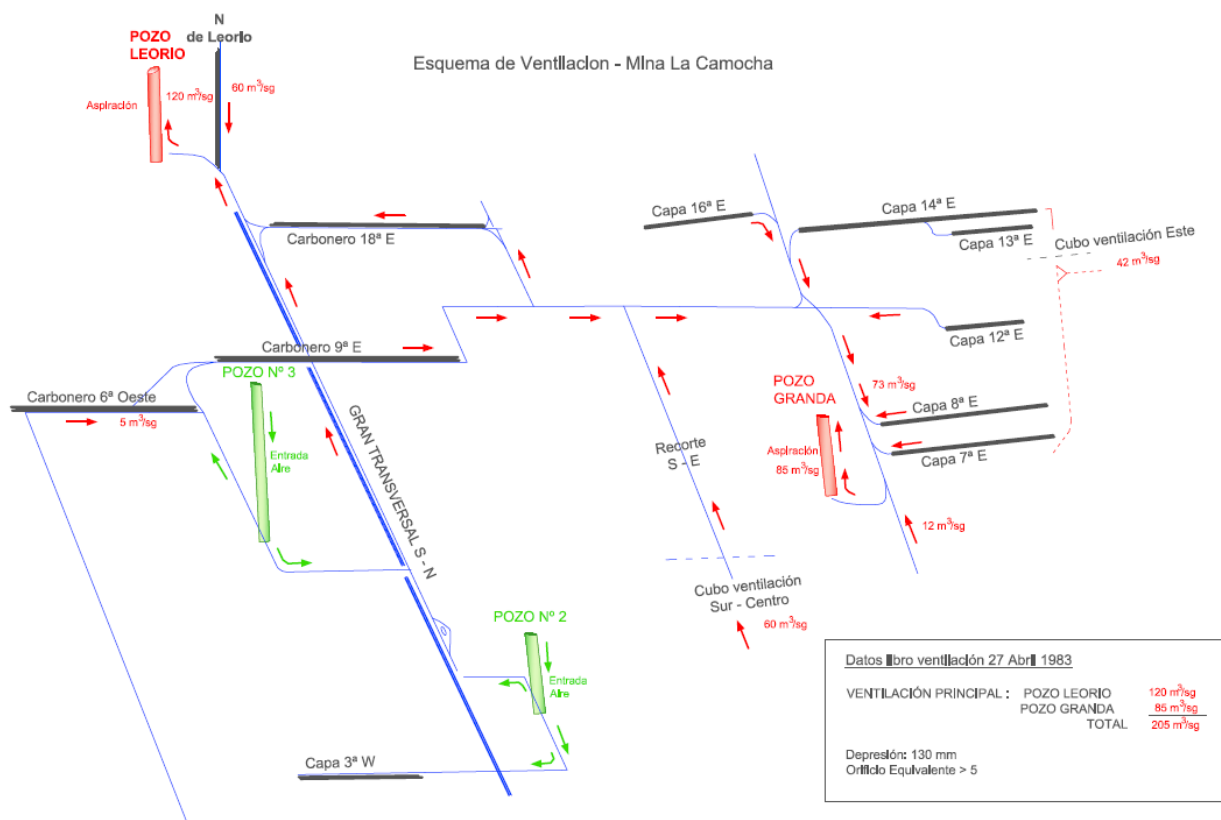 N
de Leorio
POZO
LEORIO
120 m³/sg
60 m³/sg
Aspiración
Esquema de Ventilacion - Mina La Camocha
Capa 16ª E
Capa 14ª E
Capa 13ª E
Cubo ventilación Este
42 m³/sg
Carbonero 18ª E
Capa 12ª E
Carbonero 9ª E
POZO Nº 3
Carbonero 6ª Oeste
5 m³/sg
Entrada
Aire
GRAN TRANSVERSAL S - N
73 m³/sg
POZO
GRANDA
Capa 8ª E
Capa 7ª E
Aspiración
85 m³/sg
Recorte
S - E
12 m³/sg
Cubo ventilación
Sur - Centro
60 m³/sg
POZO Nº 2
Entrada
Aire
Capa 3ª W
Datos libro ventilación 27 Abril 1983
VENTILACIÓN PRINCIPAL : POZO LEORIO 120 m³/sg
POZO GRANDA 85 m³/sg
TOTAL 205 m³/sg
Depresión: 130 mm
Orificio Equivalente > 5